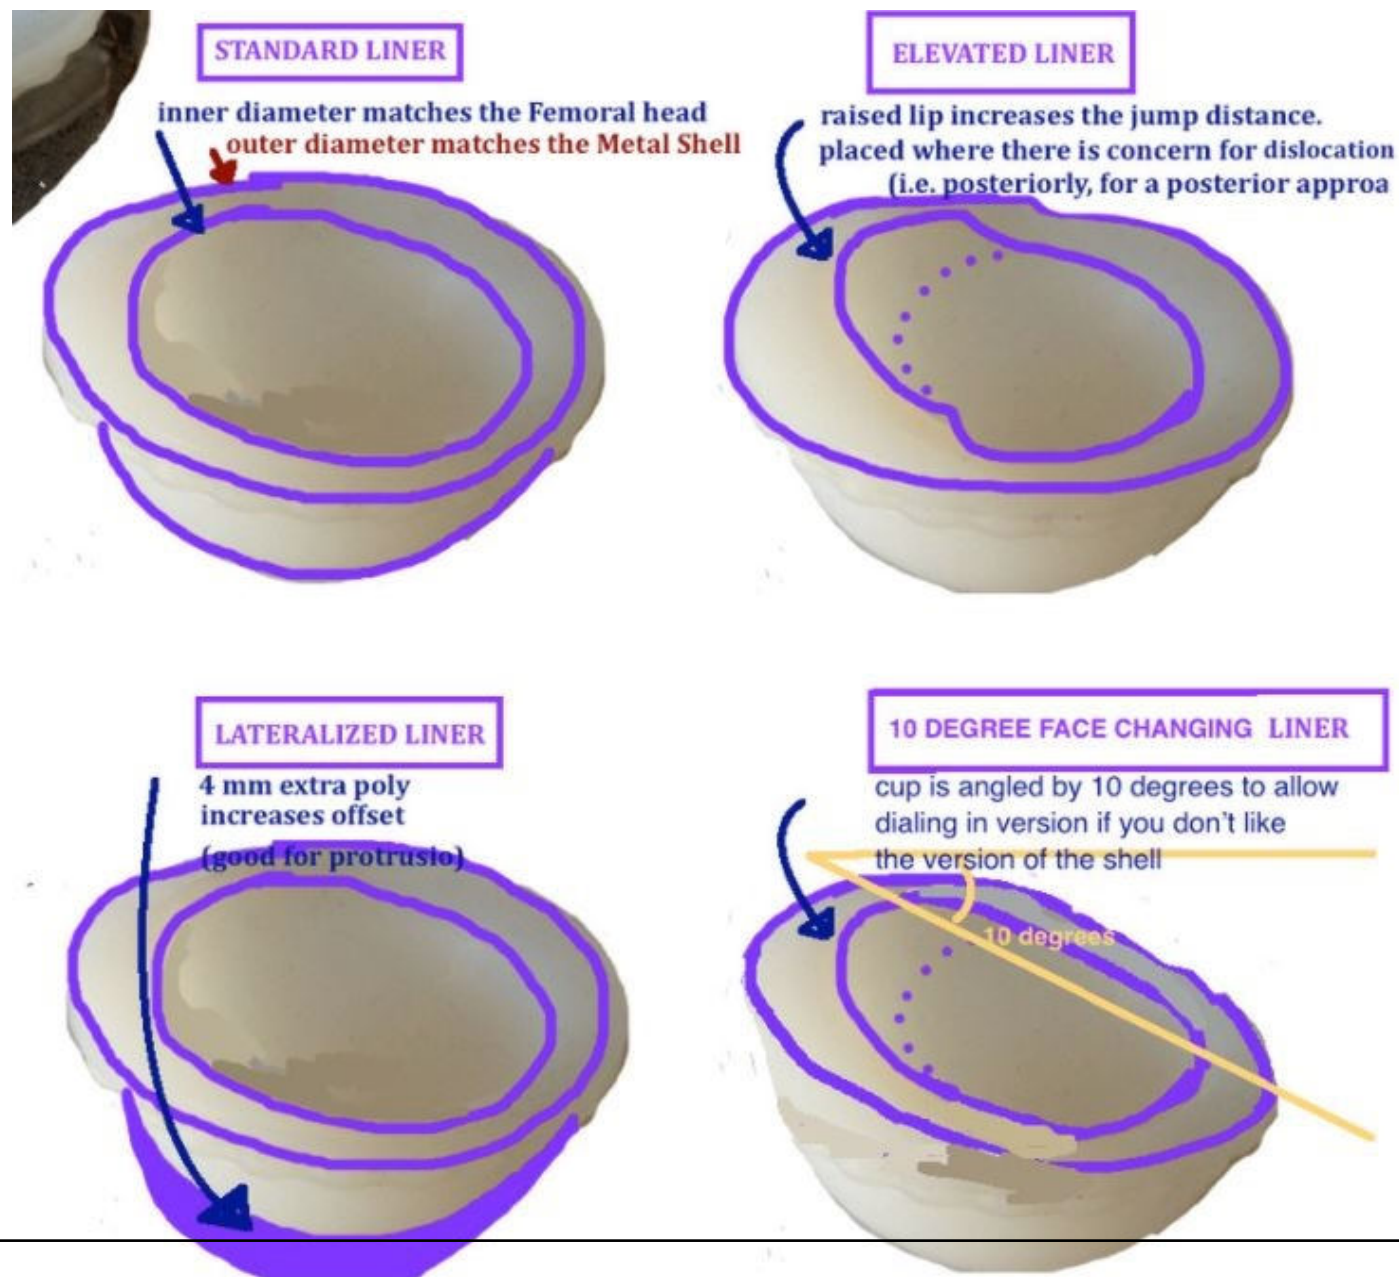 STANDARD LINER
inner diameter matches the Femoral head
outer diameter matches the Metal Shell
ELEVATED LINER
raised lip increases the jump distance.
placed where there is concern for dislocation
(i.e. posteriorly, for a posterior approa
LATERALIZED LINER
4 mm extra poly
increases offset
(good for protrusio)
10 DEGREE FACE CHANGING LINER
cup is angled by 10 degrees to allow
dialing in version if you don't like
the version of the shell
10 degrees